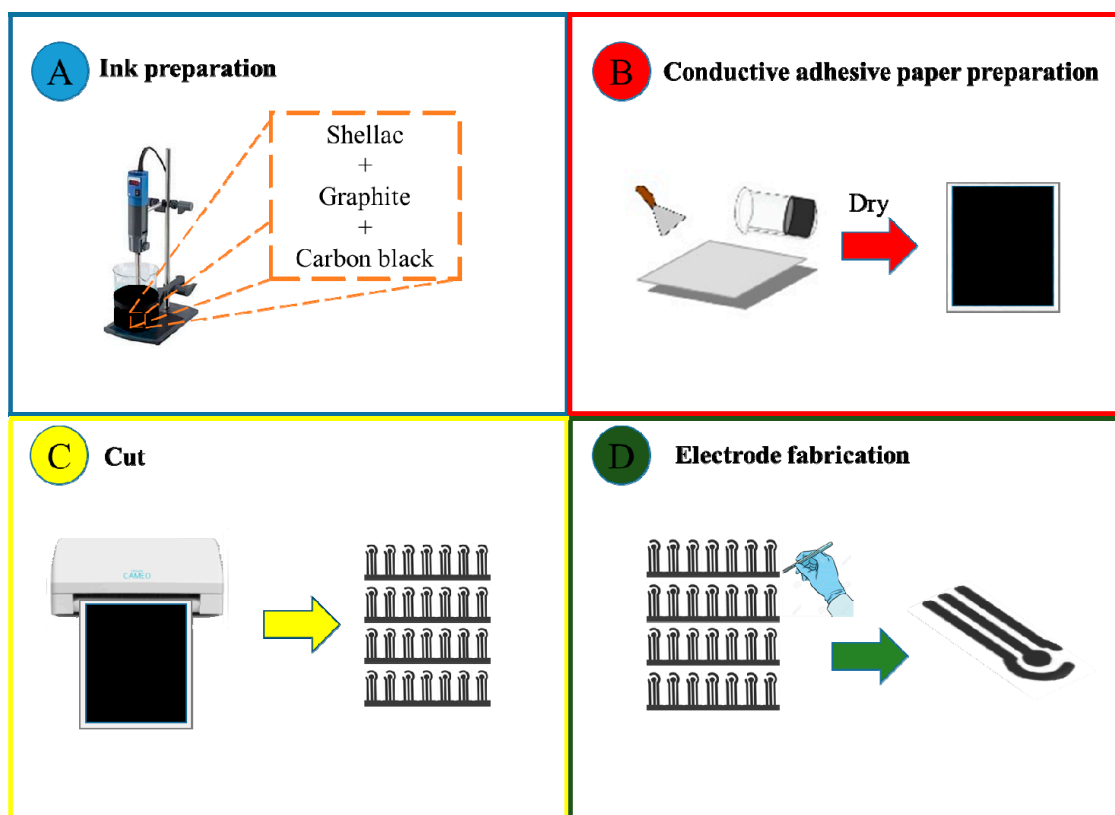 A
Ink preparation
Shellac
+
Graphite
+
Carbon black
B
Conductive adhesive paper preparation
Dry
C
Cut
CAMEO
D
Electrode fabrication